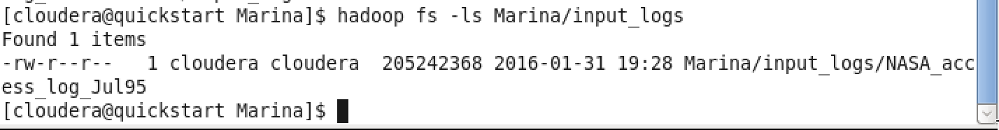 [cloudera@quickstart Marina]$ hadoop fs -ls Marina/input_logs
Found 1 items
-rw-r--r--   1 cloudera cloudera  205242368 2016-01-31 19:28 Marina/input_logs/NASA_acc
ess_log_Jul95
[cloudera@quickstart Marina]$